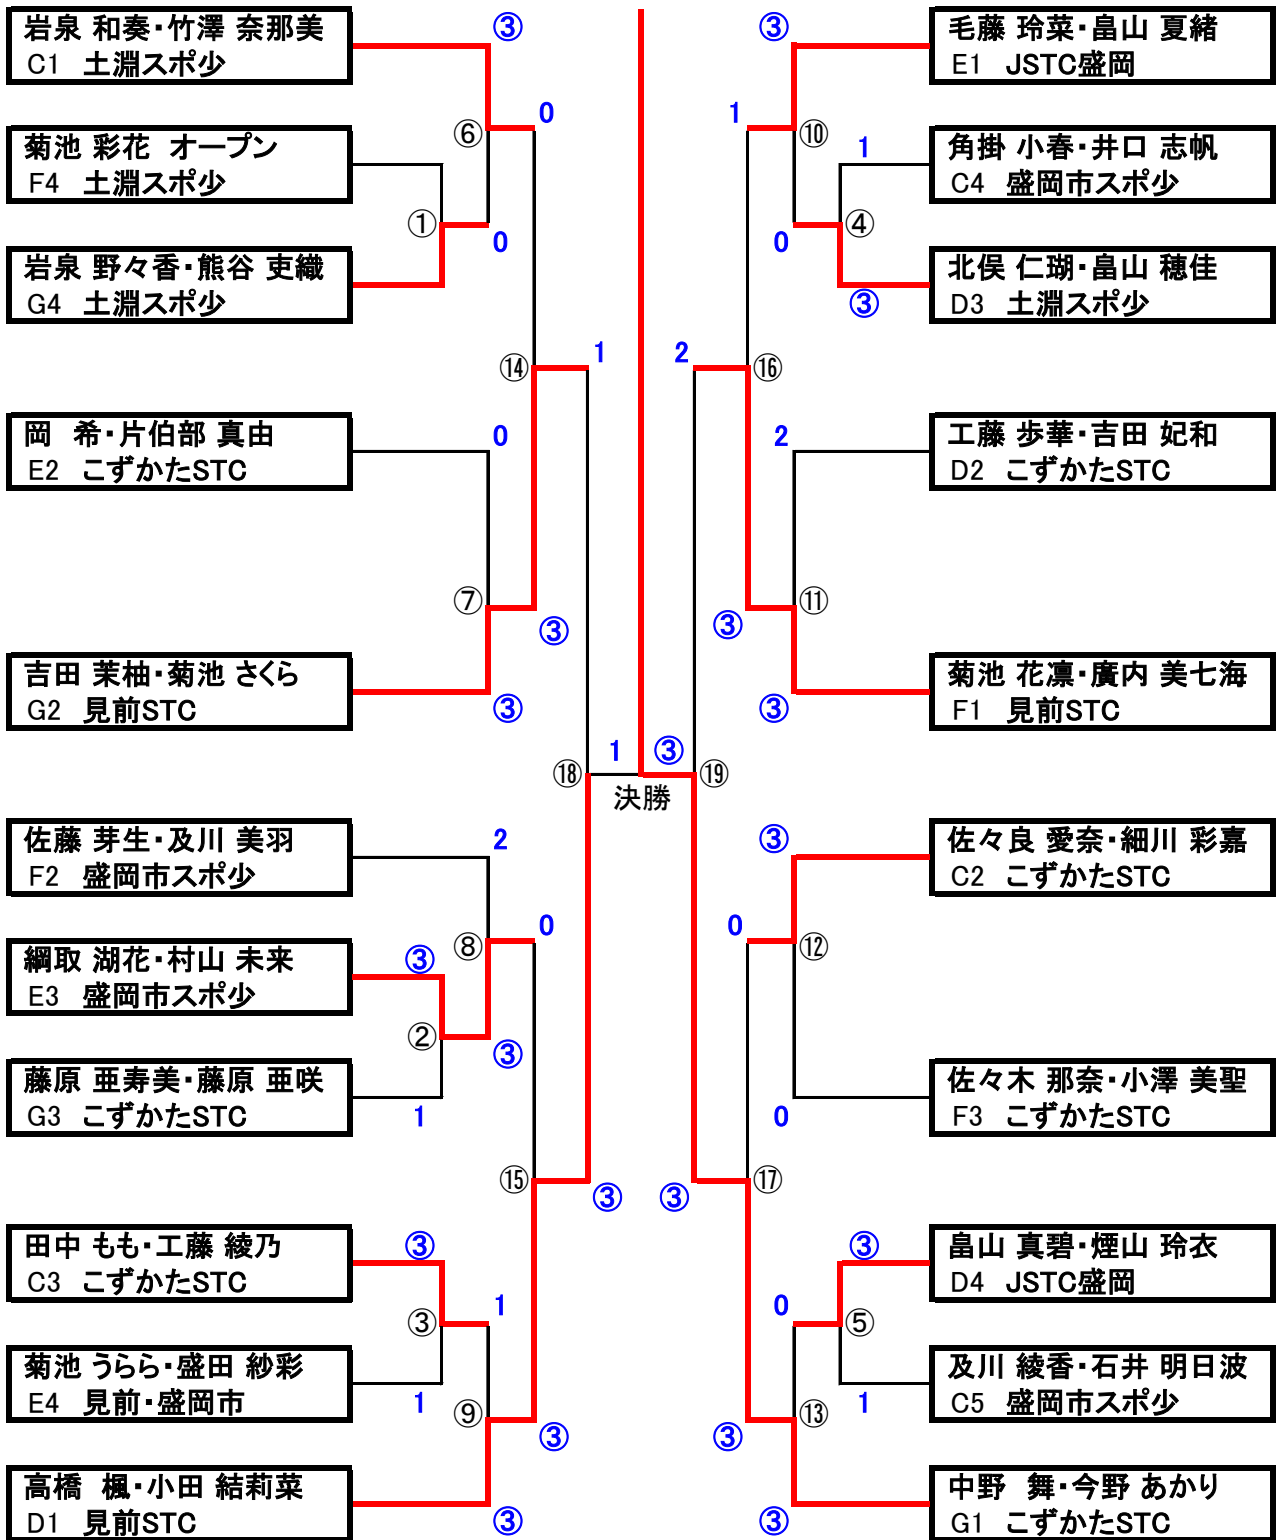 岩泉 和奏・竹澤 奈那美
C1 土淵スポ少
③
0
⑥
菊池 彩花 オープン
F4 土淵スポ少
①
0
岩泉 野々香・熊谷 吏織
G4 土淵スポ少
⑭
1
岡 希・片伯部 真由
E2 こずかたSTC
0
⑦
③
吉田 茉柚・菊池 さくら
G2 見前STC
③
⑱
1
佐藤 芽生・及川 美羽
F2 盛岡市スポ少
2
0
⑧
綱取 湖花・村山 未来
E3 盛岡市スポ少
③
②
③
藤原 亜寿美・藤原 亜咲
G3 こずかたSTC
1
⑮
③
田中 もも・工藤 綾乃
C3 こずかたSTC
③
1
③
菊池 うらら・盛田 紗彩
E4 見前・盛岡市
1
⑨
③
高橋 楓・小田 結莉菜
D1 見前STC
③
決勝
毛藤 玲菜・畠山 夏緒
E1 JSTC盛岡
③
1
⑩
角掛 小春・井口 志帆
C4 盛岡市スポ少
1
④
0
北俣 仁瑚・畠山 穂佳
D3 土淵スポ少
③
2
⑯
工藤 歩華・吉田 妃和
D2 こずかたSTC
2
⑪
③
菊池 花凛・廣内 美七海
F1 見前STC
③
③
⑲
佐々良 愛奈・細川 彩嘉
C2 こずかたSTC
③
0
⑫
佐々木 那奈・小澤 美聖
F3 こずかたSTC
0
⑰
③
畠山 真碧・煙山 玲衣
D4 JSTC盛岡
③
0
⑤
及川 綾香・石井 明日波
C5 盛岡市スポ少
1
⑬
③
中野 舞・今野 あかり
G1 こずかたSTC
③